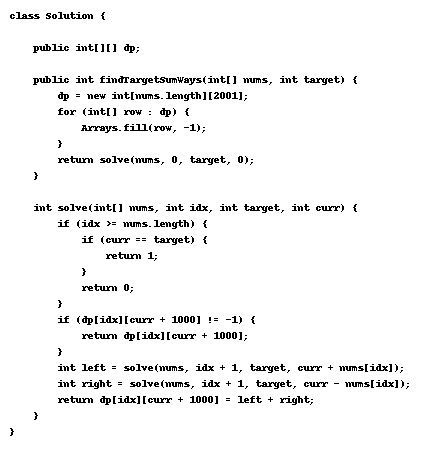 class Solution {

    public int[][] dp;

    public int findTargetSumWays(int[] nums, int target) {
        dp = new int[nums.length][2001];
        for (int[] row : dp) {
            Arrays.fill(row, -1);
        }
        return solve(nums, 0, target, 0);
    }

    int solve(int[] nums, int idx, int target, int curr) {
        if (idx >= nums.length) {
            if (curr == target) {
                return 1;
            }
            return 0;
        }
        if (dp[idx][curr + 1000] != -1) {
            return dp[idx][curr + 1000];
        }
        int left = solve(nums, idx + 1, target, curr + nums[idx]);
        int right = solve(nums, idx + 1, target, curr - nums[idx]);
        return dp[idx][curr + 1000] = left + right;
    }
}